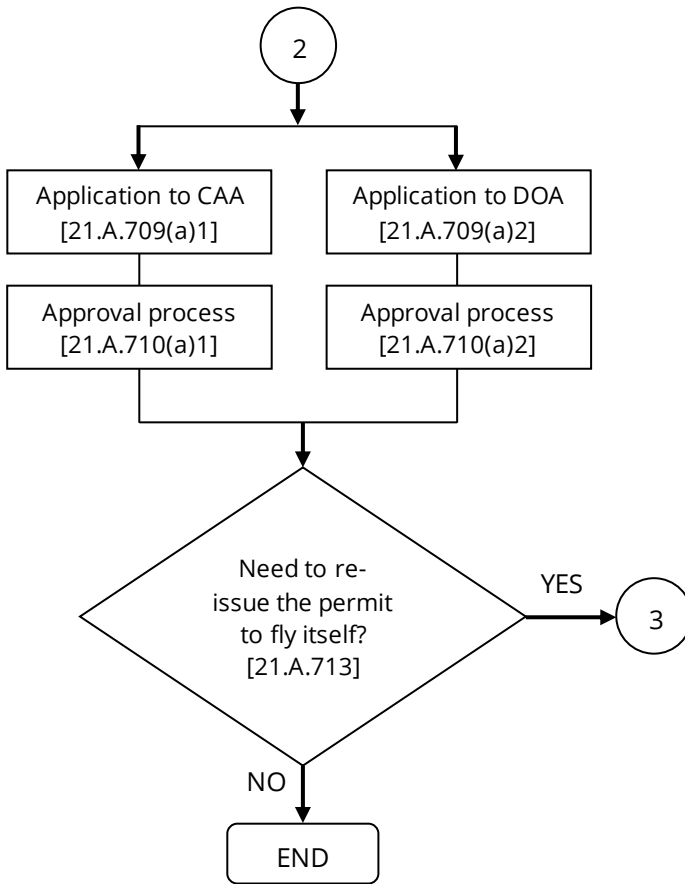 2
Application to CAA
[21.A.709(a)1]
Application to DOA
[21.A.709(a)2]
Approval process
[21.A.710(a)1]
Approval process
[21.A.710(a)2]
Need to re-
issue the permit
to fly itself?
[21.A.713]
YES
3
NO
END